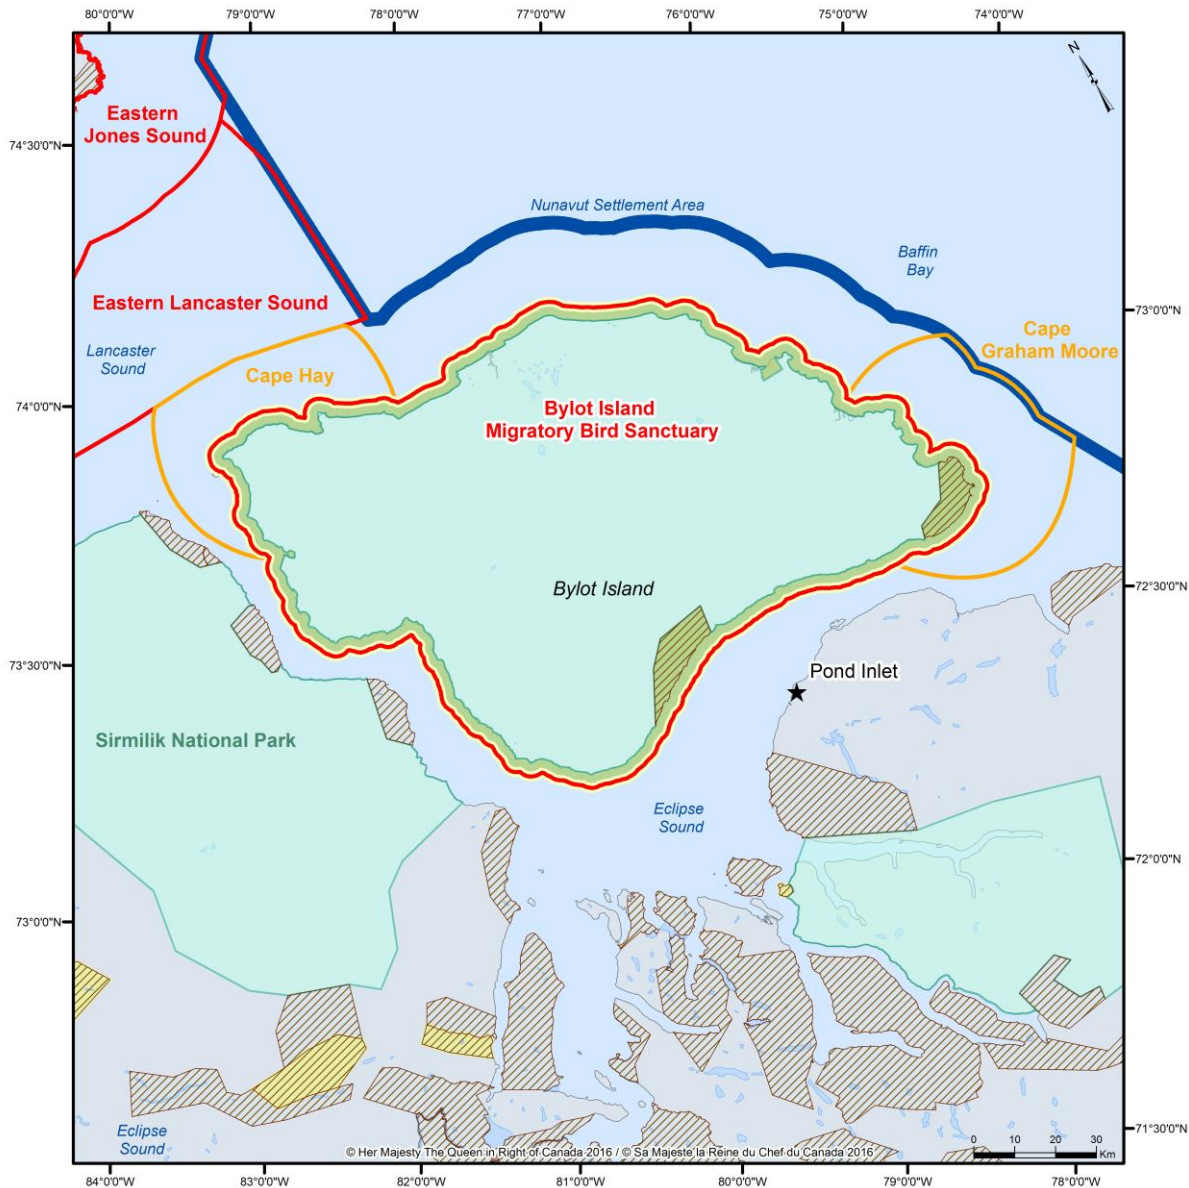 80°0'0"W
79°0'0"W
78°0'0"W
77°0'0"W
76°0'0"W
75°0'0"W
74°0'0"W
N
Eastern
Jones Sound
74°30'0"N
Nunavut Settlement Area
Baffin
Bay
Eastern Lancaster Sound
73°0'0"N
Cape
Graham Moore
Lancaster
Sound
Cape Hay
74°0'0"N
Bylot Island
Migratory Bird Sanctuary
72°30'0"N
Bylot Island
73°30'0"N
Pond Inlet
Sirmilik National Park
Eclipse
Sound
72°0'0"N
73°0'0"N
Eclipse
Sound
71°30'0"N
0 10 20 30
Km
© Her Majesty The Queen in Right of Canada 2016 / © Sa Majesté la Reine du Chef du Canada 2016
84°0'0"W
83°0'0"W
82°0'0"W
81°0'0"W
80°0'0"W
79°0'0"W
78°0'0"W